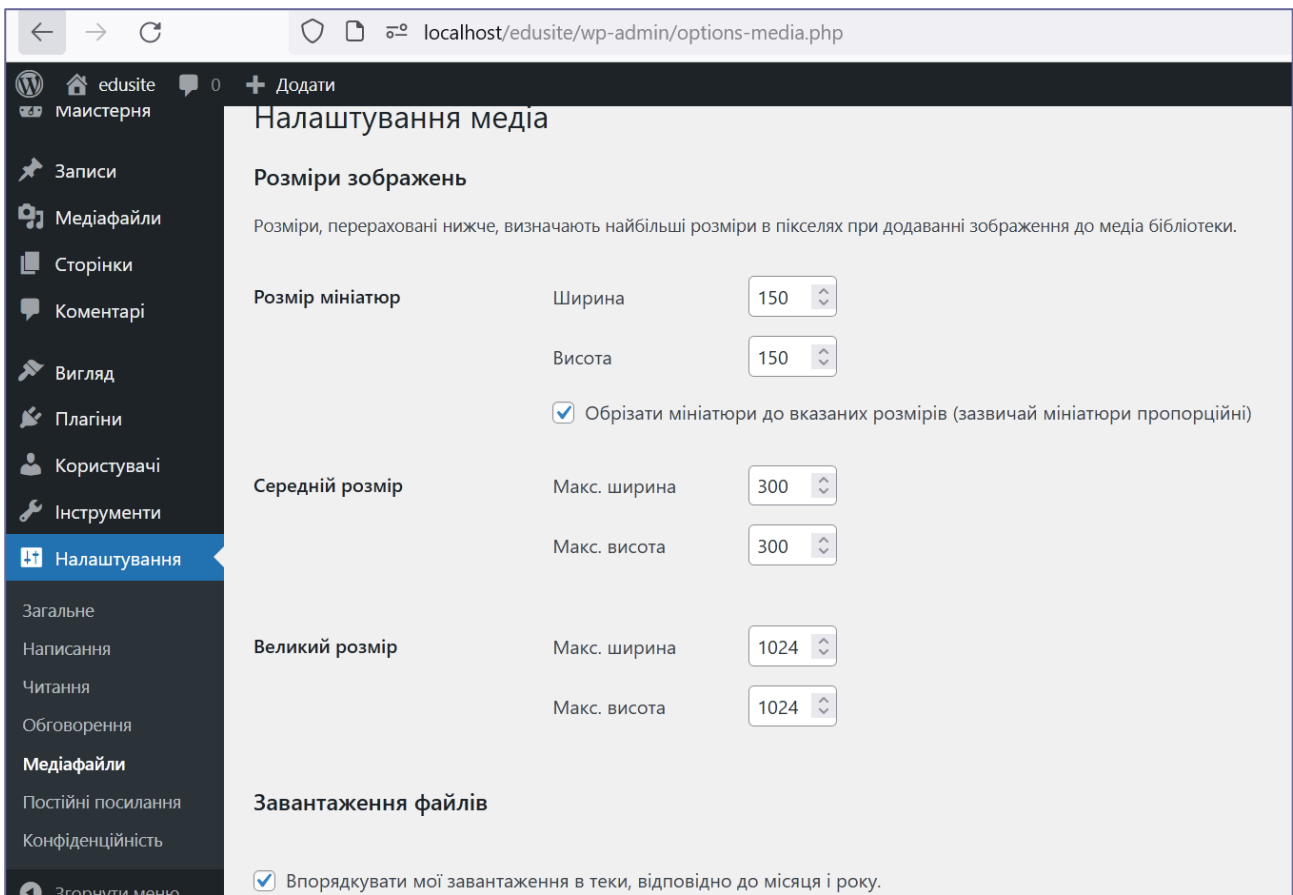 localhost/edusite/wp-admin/options-media.php
edusite 0 Додати
Майстерня
Записи
Медіафайли
Сторінки
Коментарі
Вигляд
Плагіни
Користувачі
Інструменти
Налаштування
Загальне
Написання
Читання
Обговорення
Медіафайли
Постійні посилання
Конфіденційність
Згорнути меню
Налаштування медіа
Розміри зображень
Розміри, перераховані нижче, визначають найбільші розміри в пікселях при додаванні зображення до медіа бібліотеки.
Розмір мініатюр Ширина 150
Висота 150
Обрізати мініатюри до вказаних розмірів (зазвичай мініатюри пропорційні)
Середній розмір Макс. ширина 300
Макс. висота 300
Великий розмір Макс. ширина 1024
Макс. висота 1024
Завантаження файлів
Впорядкувати мої завантаження в теки, відповідно до місяця і року.